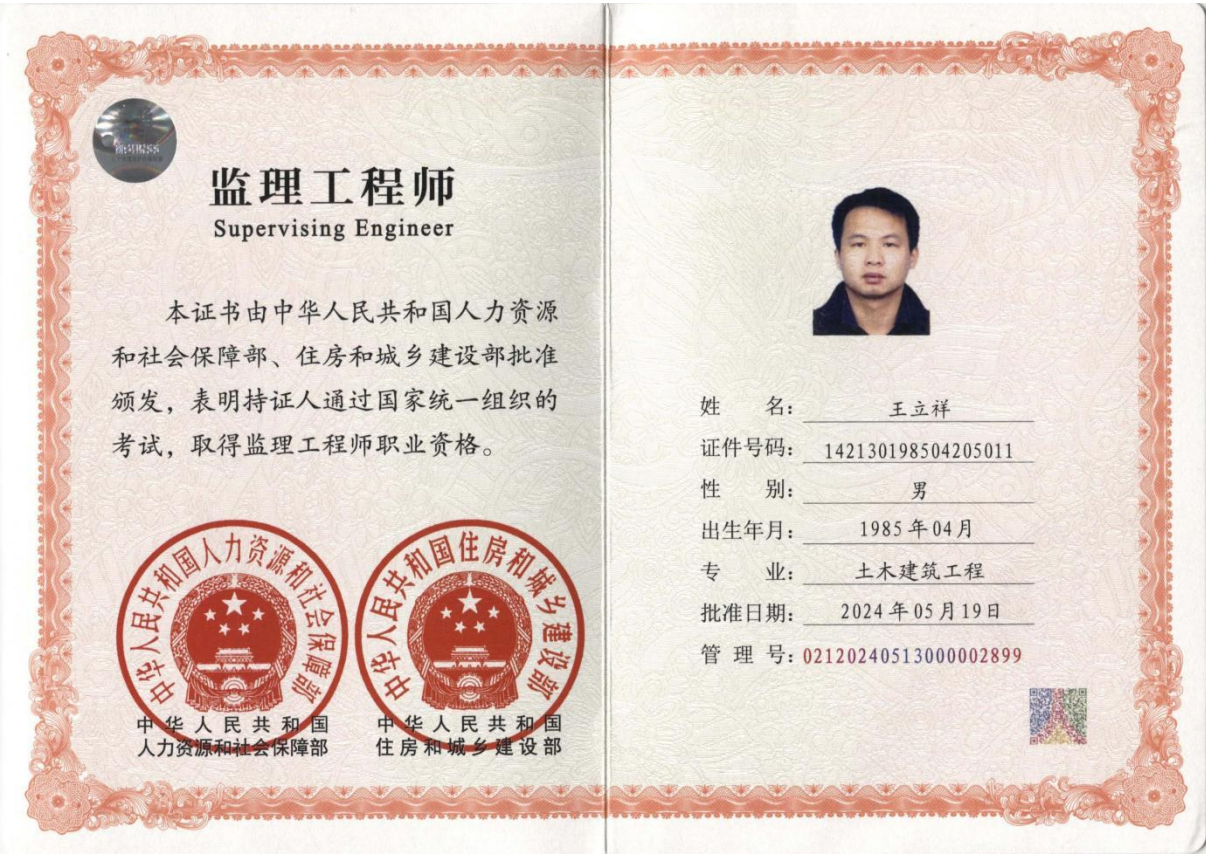 监理工程师
Supervising Engineer
本证书由中华人民共和国人力资源
和社会保障部、住房和城乡建设部批准
颁发，表明持证人通过国家统一组织的
考试，取得监理工程师职业资格。
中华人民共和国人力资源和社会保障部
中华人民共和国住房和城乡建设部
中华人民共和国
人力资源和社会保障部
中华人民共和国
住房和城乡建设部
姓 名： 王立祥
证件号码： 142130198504205011
性 别： 男
出生年月： 1985年04月
专 业： 土木建筑工程
批准日期： 2024年05月19日
管 理 号：02120240513000002899